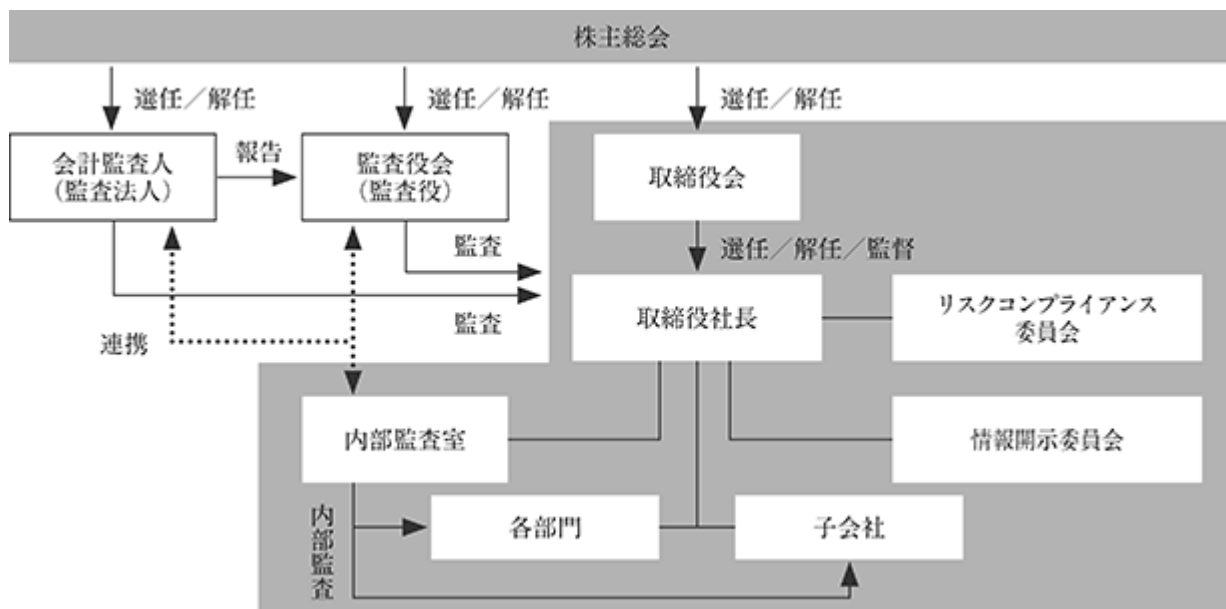 株主総会
選任／解任
選任／解任
選任／解任
会計監査人
（監査法人）
報告
監査役会
（監査役）
取締役会
選任／解任／監督
監査
監査
連携
取締役社長
リスクコンプライアンス
委員会
内部監査室
情報開示委員会
内部監査
各部門
子会社